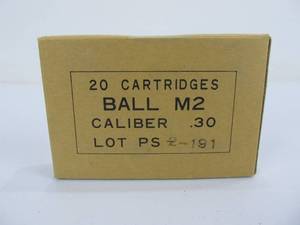 20 CARTRIDGES
BALL M2
CALIBER .30
LOT PS 2-191